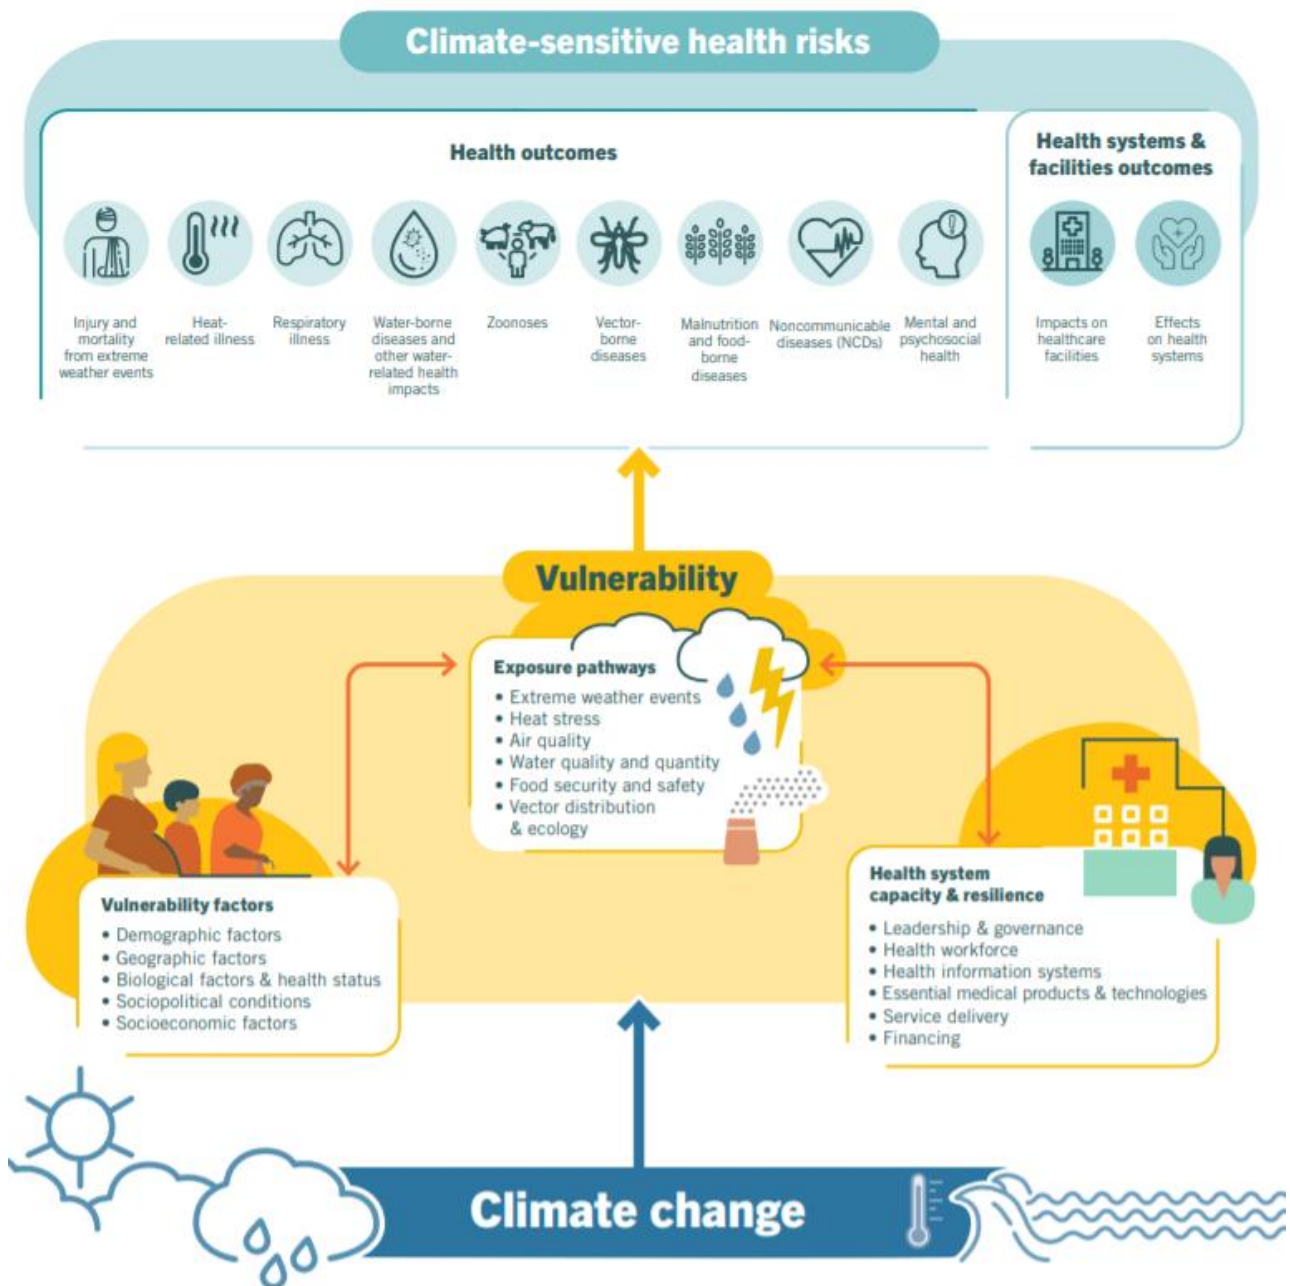 Climate-sensitive health risks
Health outcomes
Injury and
mortality
from extreme
weather events
Heat-
related illness
Respiratory
illness
Water-borne
diseases and
other water-
related health
impacts
Zoonoses
Vector-
borne
diseases
Malnutrition
and food-
borne
diseases
Noncommunicable
diseases (NCDs)
Mental and
psychosocial
health
Health systems &
facilities outcomes
Impacts on
healthcare
facilities
Effects
on health
systems
Vulnerability
Exposure pathways
• Extreme weather events
• Heat stress
• Air quality
• Water quality and quantity
• Food security and safety
• Vector distribution
& ecology
Vulnerability factors
• Demographic factors
• Geographic factors
• Biological factors & health status
• Sociopolitical conditions
• Socioeconomic factors
Health system
capacity & resilience
• Leadership & governance
• Health workforce
• Health information systems
• Essential medical products & technologies
• Service delivery
• Financing
Climate change